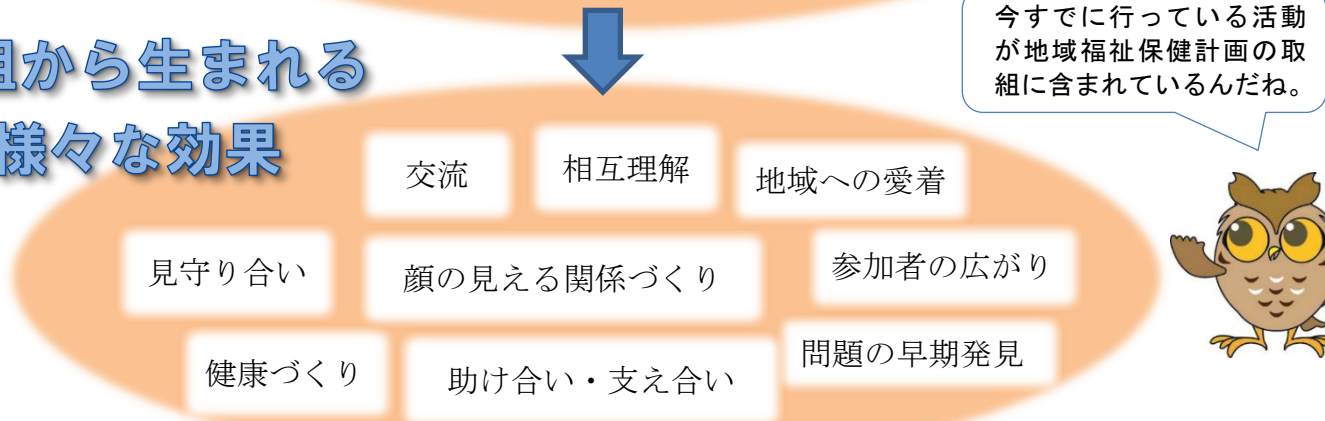 組から生まれる
様々な効果
今すでに行っている活動
が地域福祉保健計画の取
組に含まれているんだね。
交流
相互理解
地域への愛着
見守り合い
顔の見える関係づくり
参加者の広がり
健康づくり
助け合い・支え合い
問題の早期発見